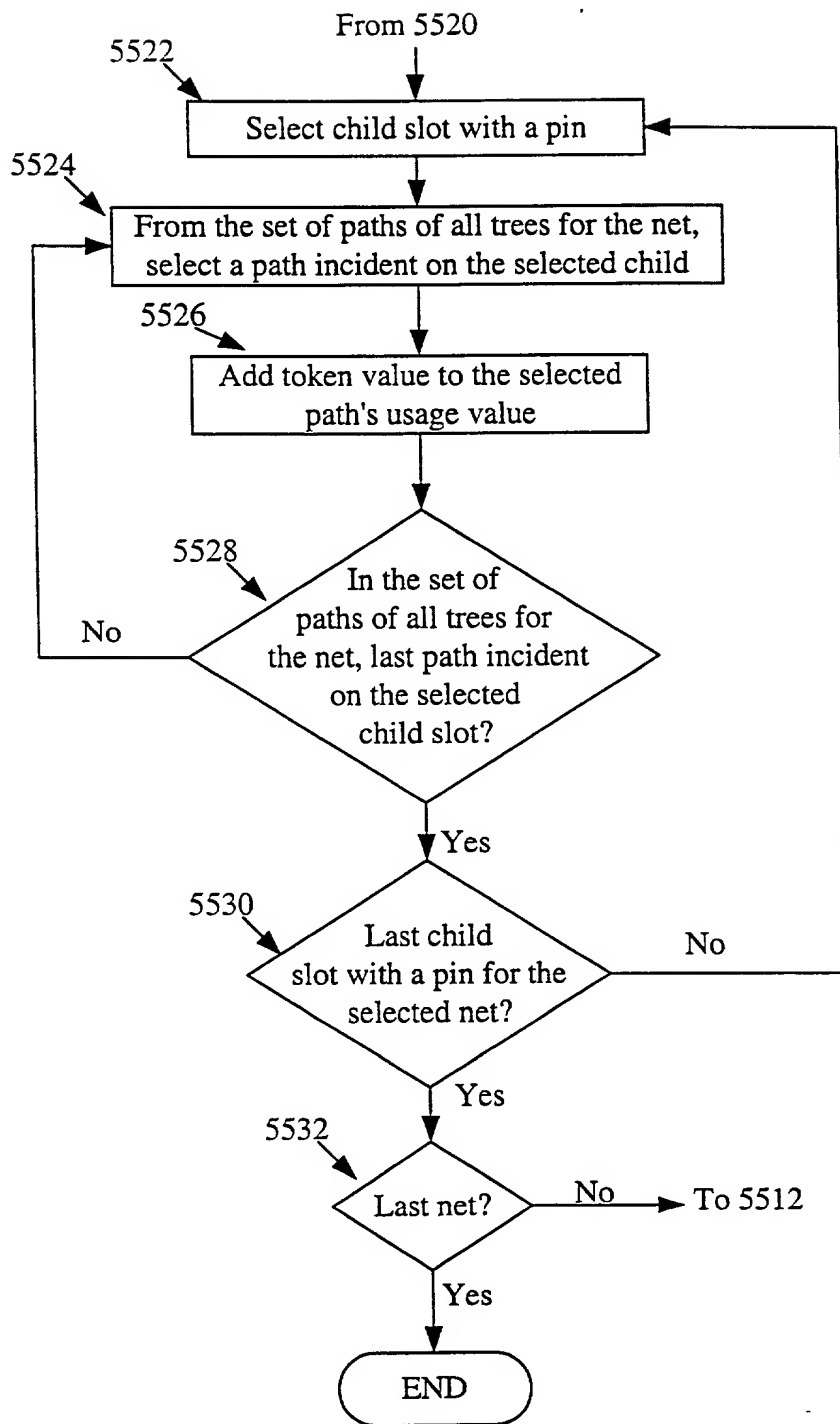 From 5520
5522
Select child slot with a pin
5524
From the set of paths of all trees for the net,
select a path incident on the selected child
5526
Add token value to the selected
path's usage value
5528
In the set of
paths of all trees for
the net, last path incident
on the selected
child slot?
No
Yes
5530
Last child
slot with a pin for the
selected net?
No
Yes
5532
Last net?
No
To 5512
Yes
END